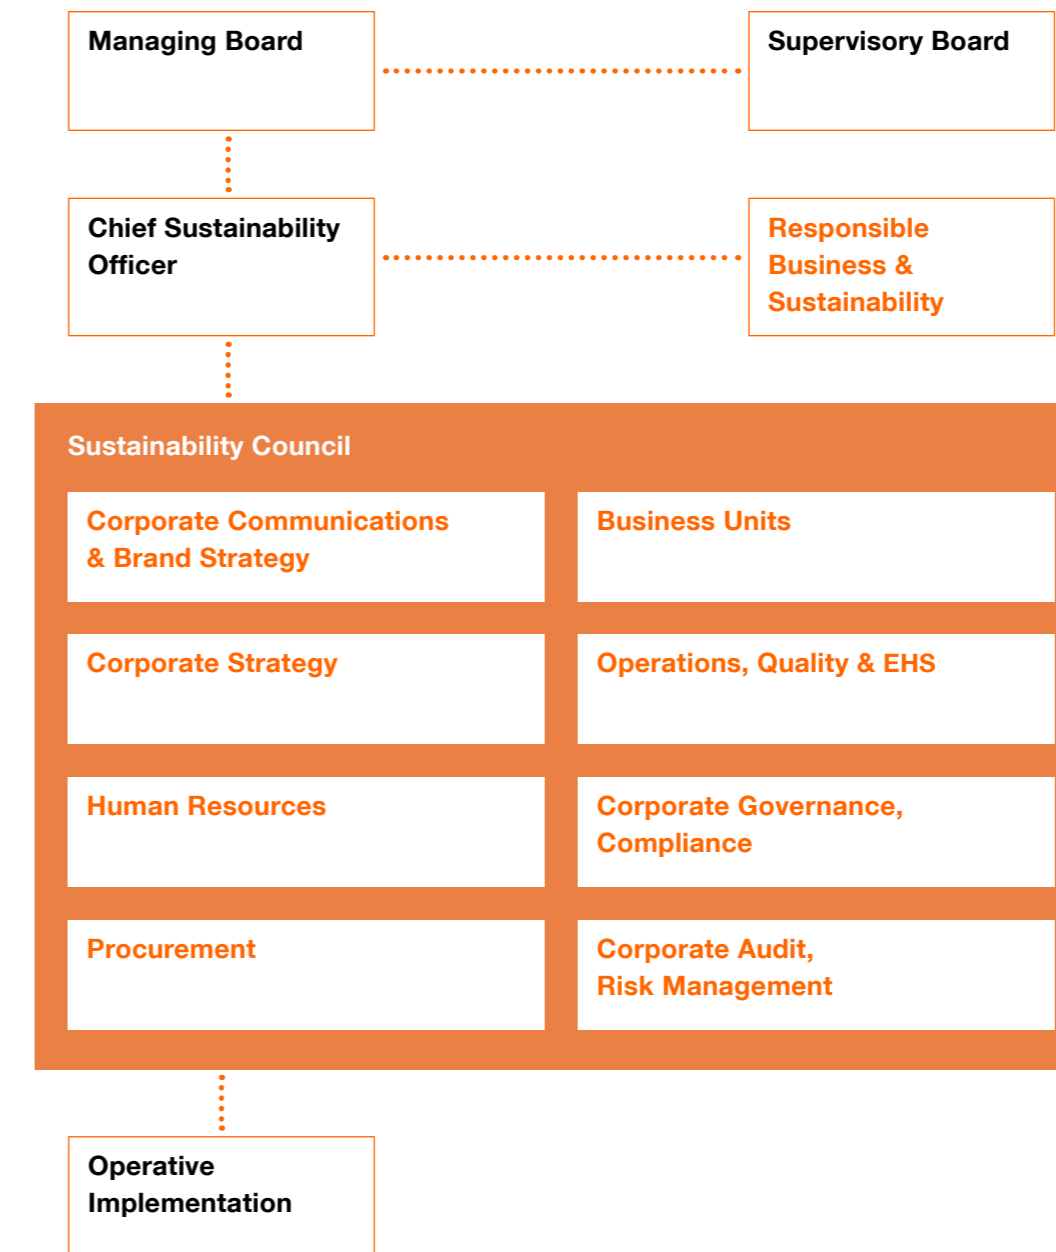 Managing Board
Supervisory Board
Chief Sustainability
Officer
Responsible
Business &
Sustainability
Sustainability Council
Corporate Communications
& Brand Strategy
Business Units
Corporate Strategy
Operations, Quality & EHS
Human Resources
Corporate Governance,
Compliance
Procurement
Corporate Audit,
Risk Management
Operative
Implementation